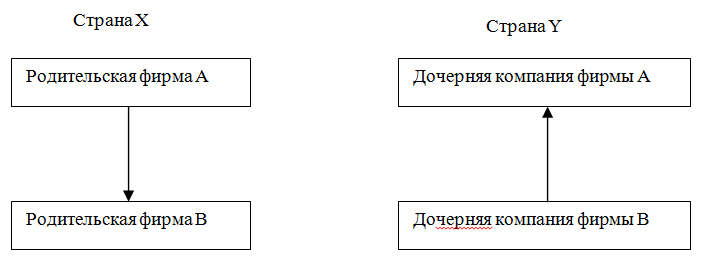 Страна X
Страна Y
Родительская фирма A
Дочерняя компания фирмы A
Родительская фирма B
Дочерняя компания фирмы B